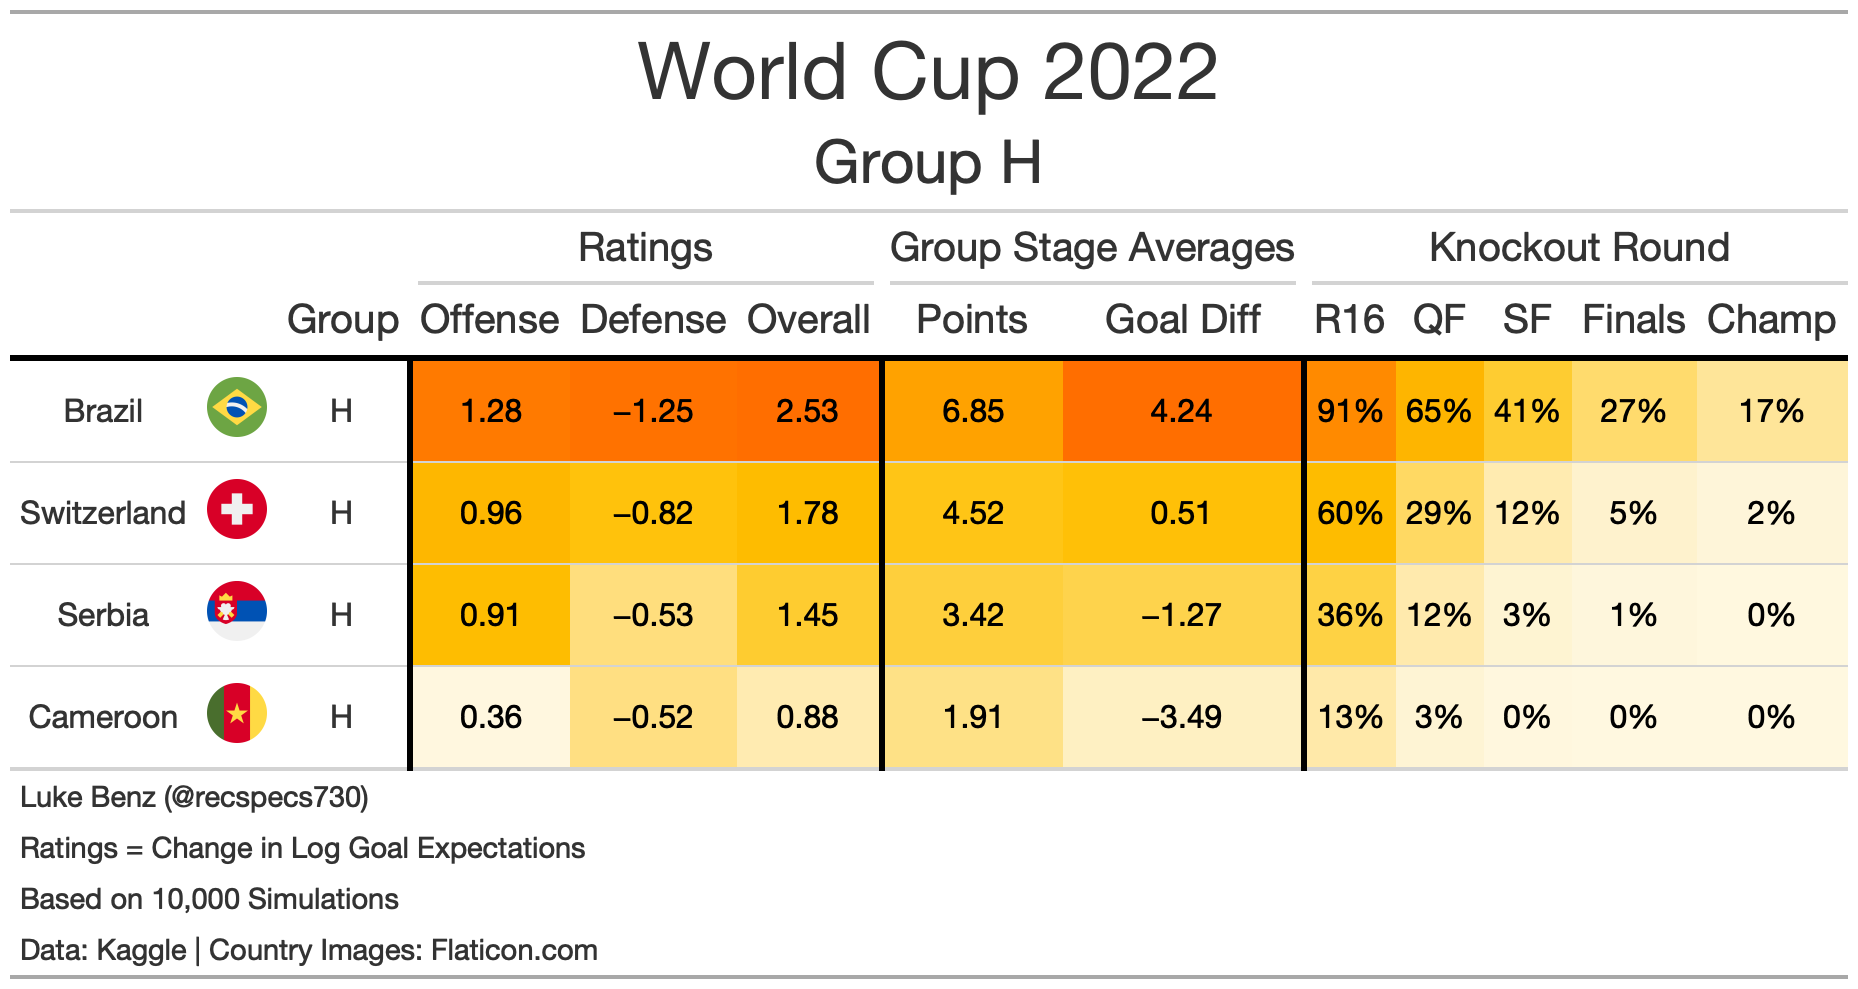 World Cup 2022
Group H
Ratings Group Stage Averages Knockout Round
Group Offense Defense Overall Points Goal Diff R16 QF SF Finals Champ
Brazil H 1.28 −1.25 2.53 6.85 4.24 91% 65% 41% 27% 17%
Switzerland H 0.96 −0.82 1.78 4.52 0.51 60% 29% 12% 5% 2%
Serbia H 0.91 −0.53 1.45 3.42 −1.27 36% 12% 3% 1% 0%
Cameroon H 0.36 −0.52 0.88 1.91 −3.49 13% 3% 0% 0% 0%
Luke Benz (@recspecs730)
Ratings = Change in Log Goal Expectations
Based on 10,000 Simulations
Data: Kaggle | Country Images: Flaticon.com